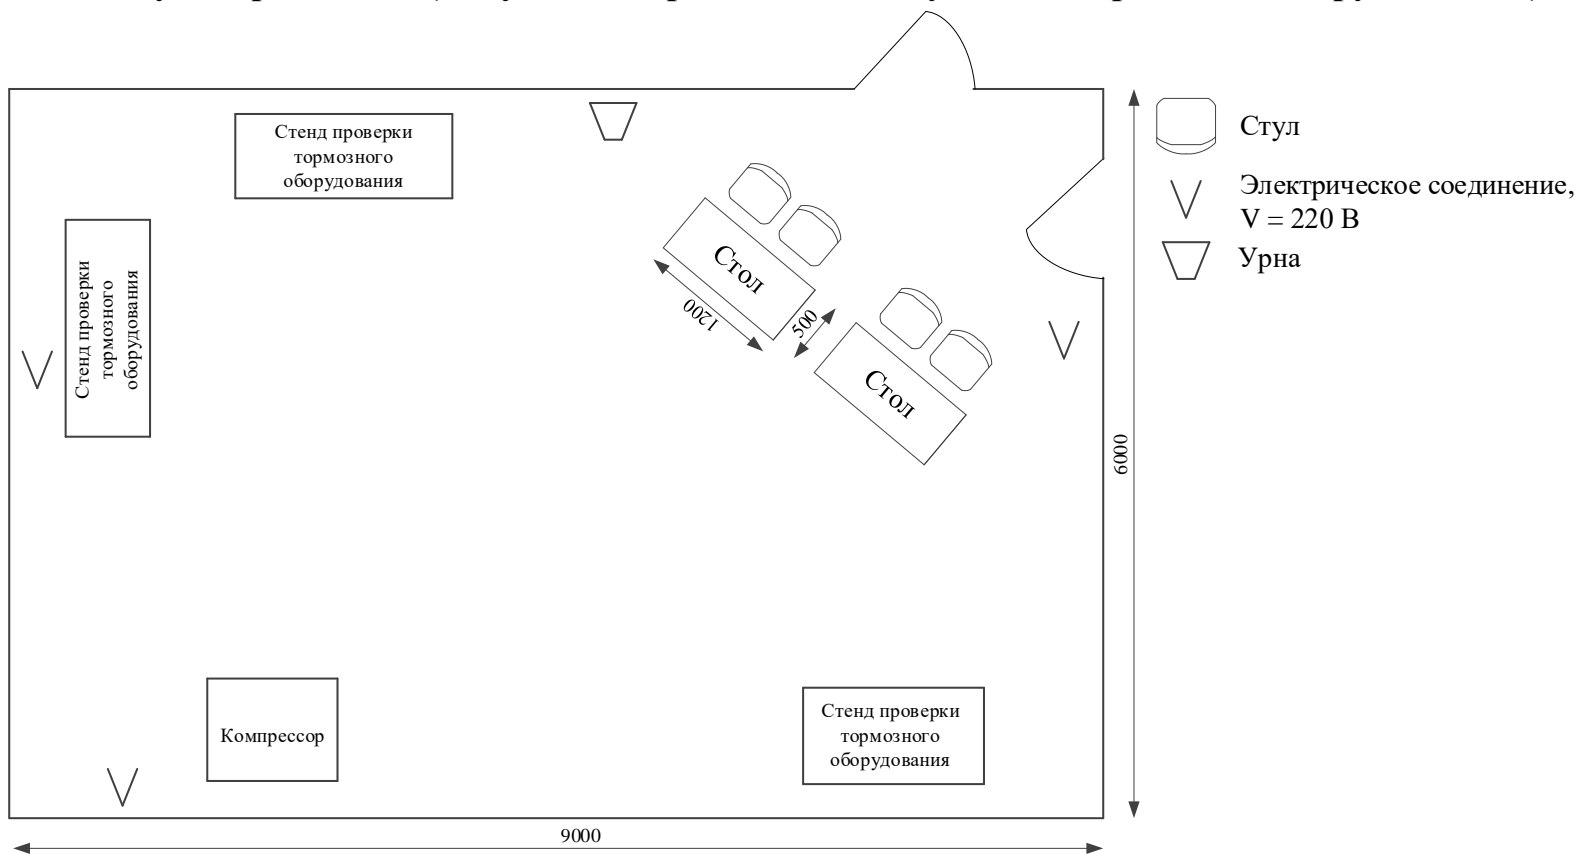 Стенд проверки
тормозного
оборудования
Стул
Электрическое соединение,
V = 220 В
Урна
Стенд проверки
тормозного
оборудования
Стол
1200
500
Стол
6000
Компрессор
Стенд проверки
тормозного
оборудования
9000